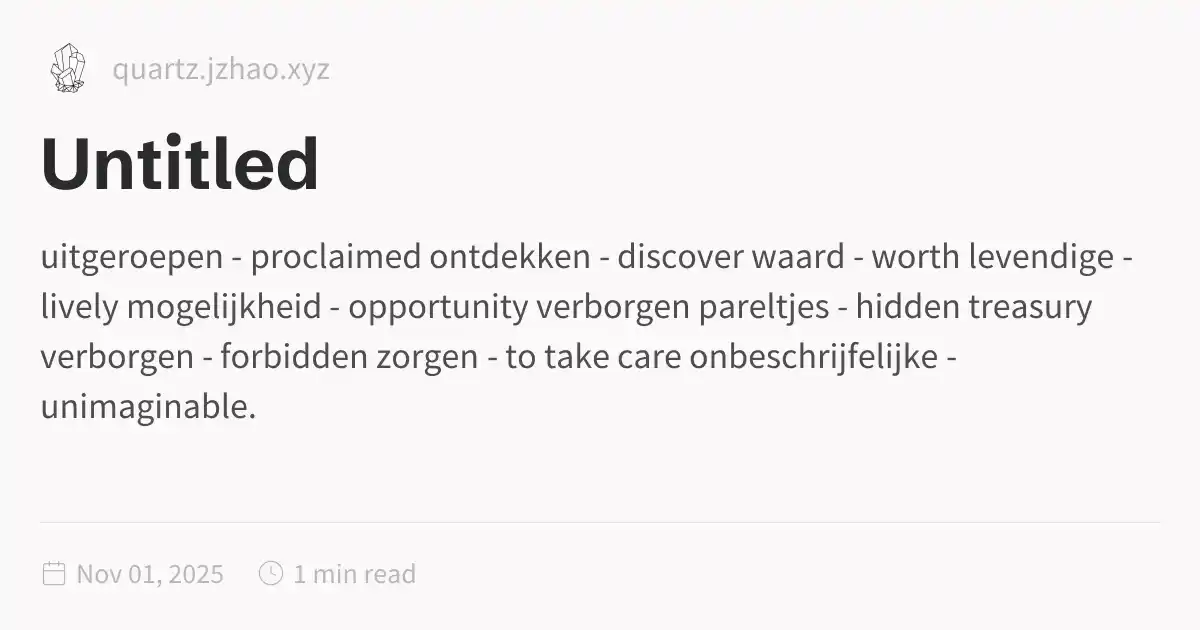 quartz.jzhao.xyz
Untitled
uitgeroepen - proclaimed ontdekken - discover waard - worth levendige -
lively mogelijkheid - opportunity verborgen pareltjes - hidden treasury
verborgen - forbidden zorgen - to take care onbeschrijfelijke -
unimaginable.
Nov 01, 2025 1 min read